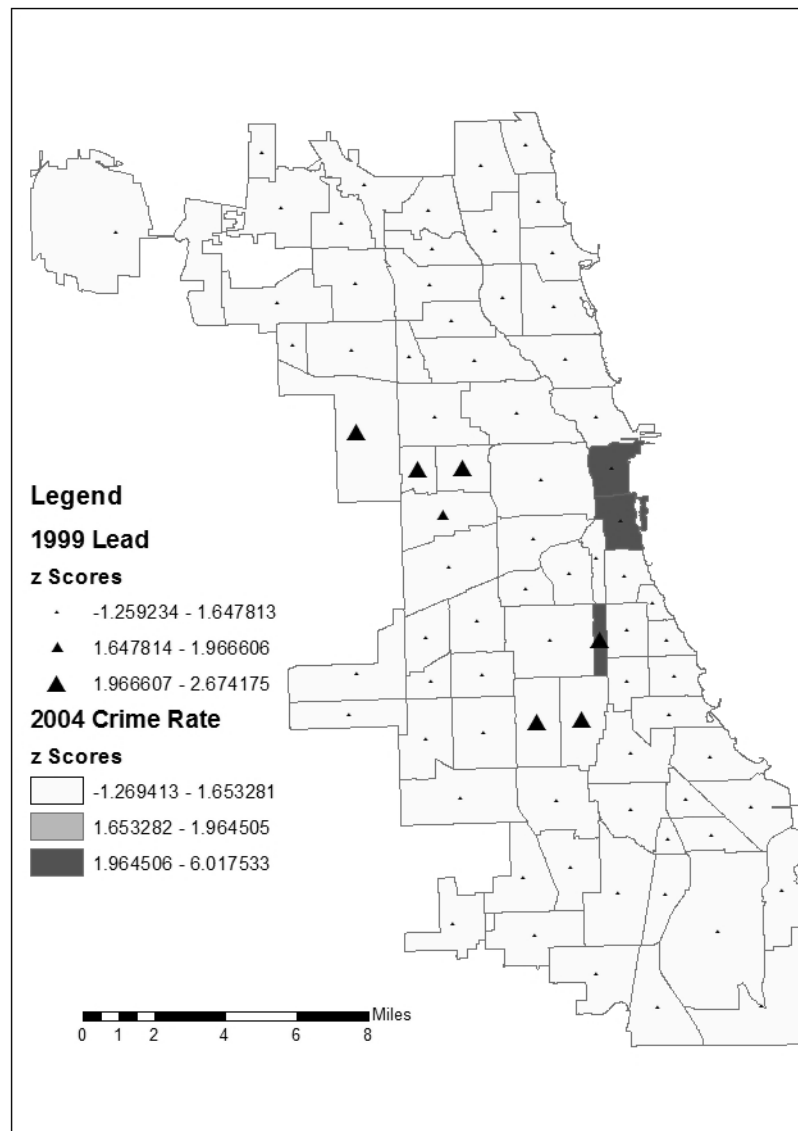 Legend
1999 Lead
z Scores
-1.259234 - 1.647813
1.647814 - 1.966606
1.966607 - 2.674175
2004 Crime Rate
z Scores
-1.269413 - 1.653281
1.653282 - 1.964505
1.964506 - 6.017533
Miles
0 1 2 4 6 8